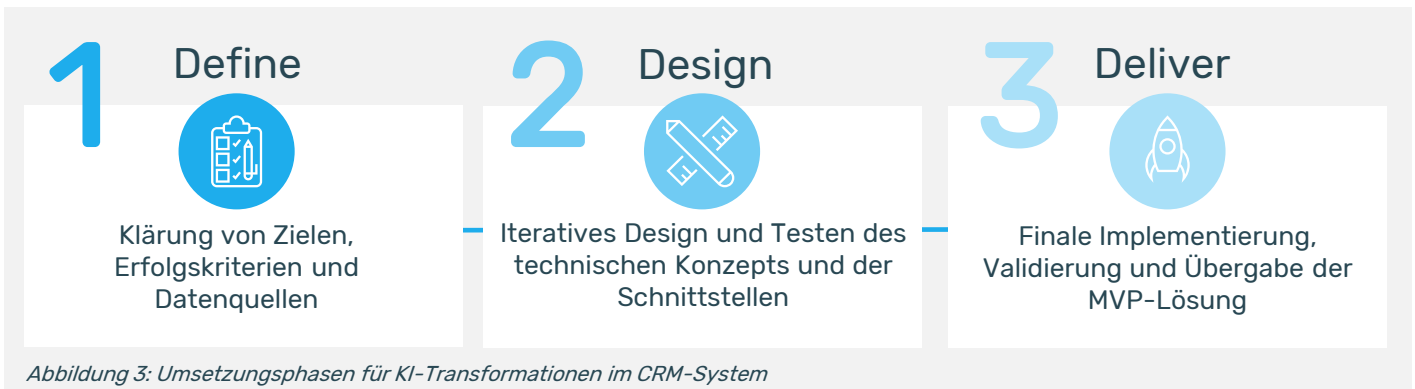 1
Define
Klärung von Zielen,
Erfolgskriterien und
Datenquellen
2
Design
Iteratives Design und Testen des
technischen Konzepts und der
Schnittstellen
3
Deliver
Finale Implementierung,
Validierung und Übergabe der
MVP-Lösung
Abbildung 3: Umsetzungsphasen für KI-Transformationen im CRM-System